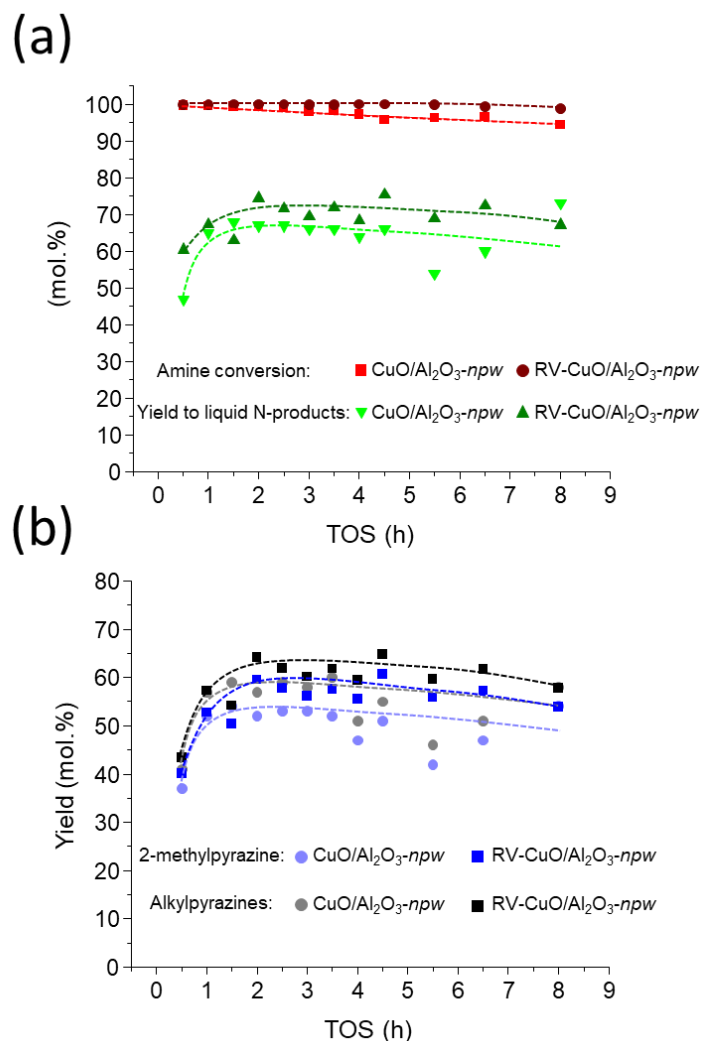 (a)
100
90
80
70
60
50
40
30
20
10
0
(mol.%)
Amine conversion: CuO/Al₂O₃-npw RV-CuO/Al₂O₃-npw
Yield to liquid N-products: CuO/Al₂O₃-npw RV-CuO/Al₂O₃-npw
0 1 2 3 4 5 6 7 8 9
TOS (h)
(b)
80
70
60
50
40
30
20
10
0
Yield (mol.%)
2-methylpyrazine: CuO/Al₂O₃-npw RV-CuO/Al₂O₃-npw
Alkylpyrazines: CuO/Al₂O₃-npw RV-CuO/Al₂O₃-npw
0 1 2 3 4 5 6 7 8 9
TOS (h)